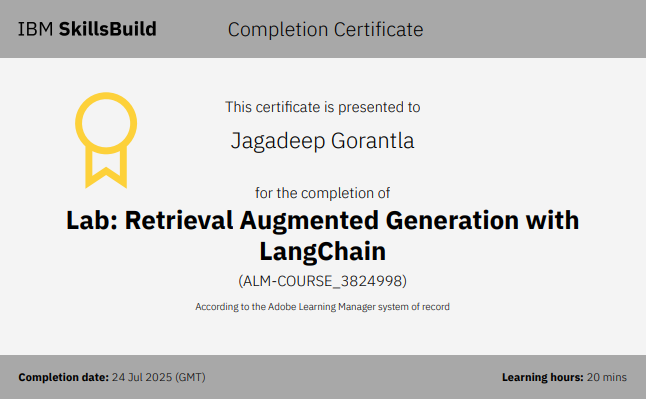 IBM SkillsBuild
Completion Certificate
This certificate is presented to
Jagadeep Gorantla
for the completion of
Lab: Retrieval Augmented Generation with
LangChain
(ALM-COURSE_3824998)
According to the Adobe Learning Manager system of record
Completion date: 24 Jul 2025 (GMT)
Learning hours: 20 mins